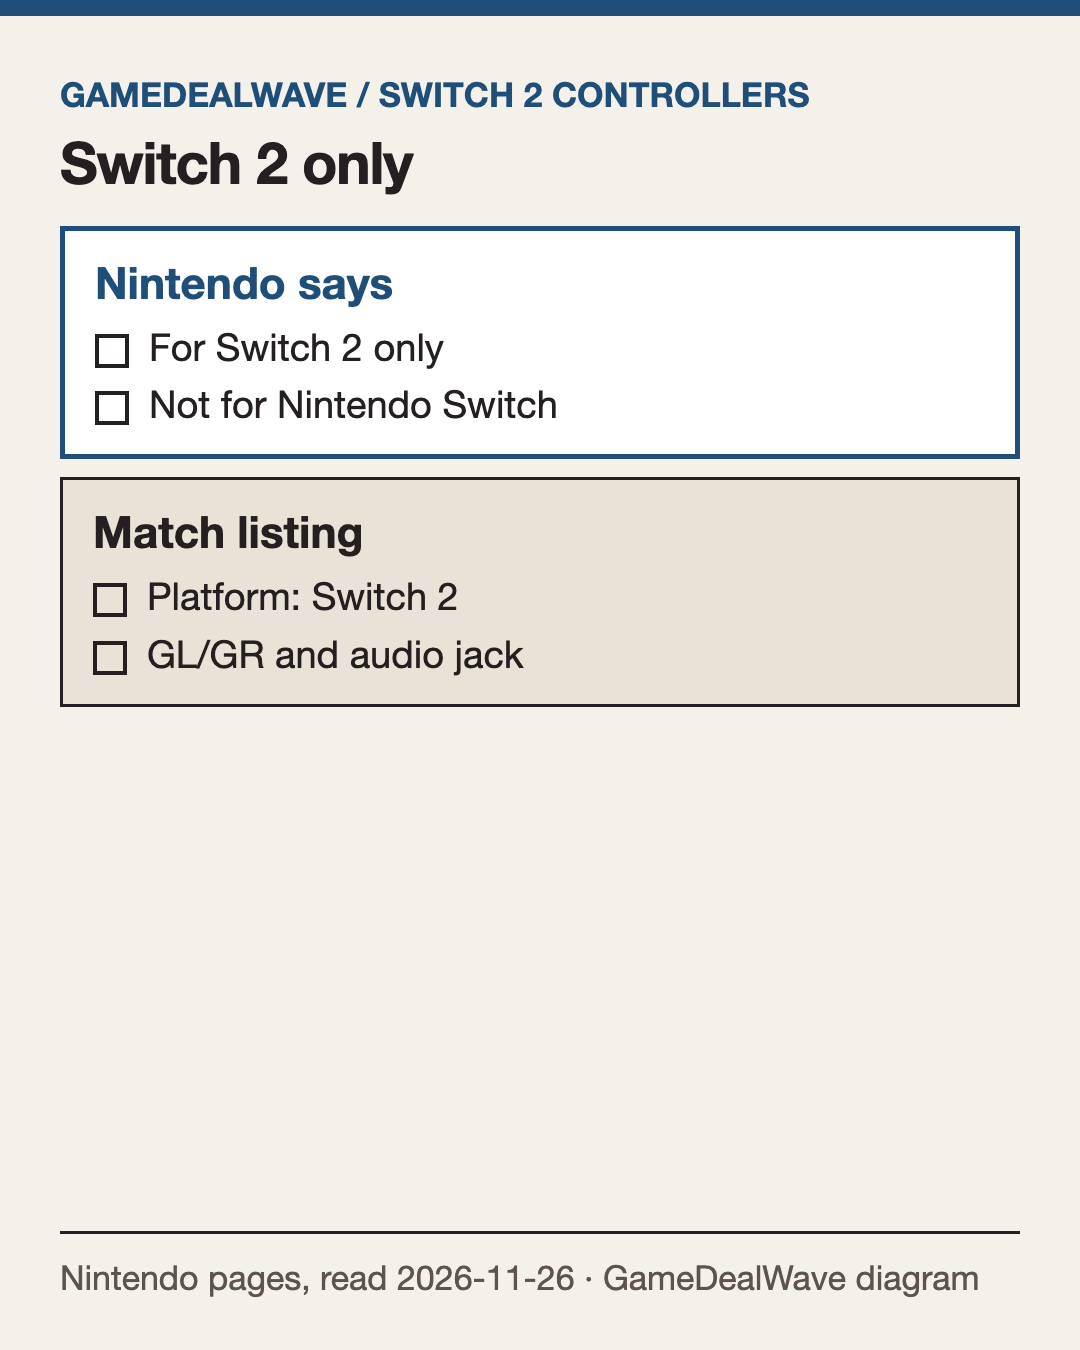 GAMEDEALWAVE / SWITCH 2 CONTROLLERS
Switch 2 only
Nintendo says
For Switch 2 only
Not for Nintendo Switch
Match listing
Platform: Switch 2
GL/GR and audio jack
Nintendo pages, read 2026-11-26 · GameDealWave diagram